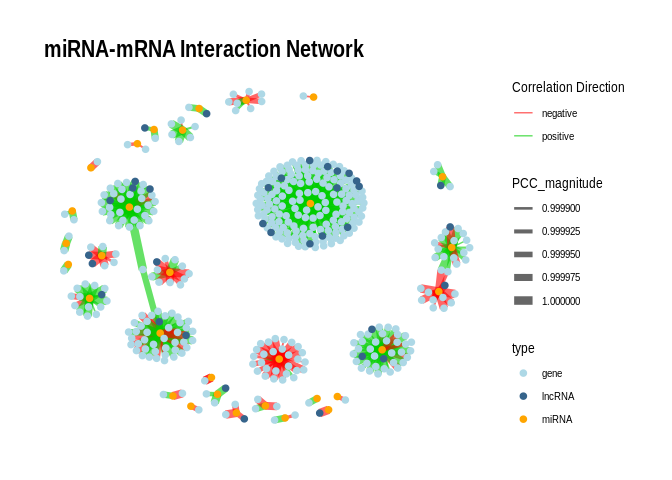 miRNA-mRNA Interaction Network
Correlation Direction
negative
positive
PCC_magnitude
0.999900
0.999925
0.999950
0.999975
1.000000
type
gene
lncRNA
miRNA